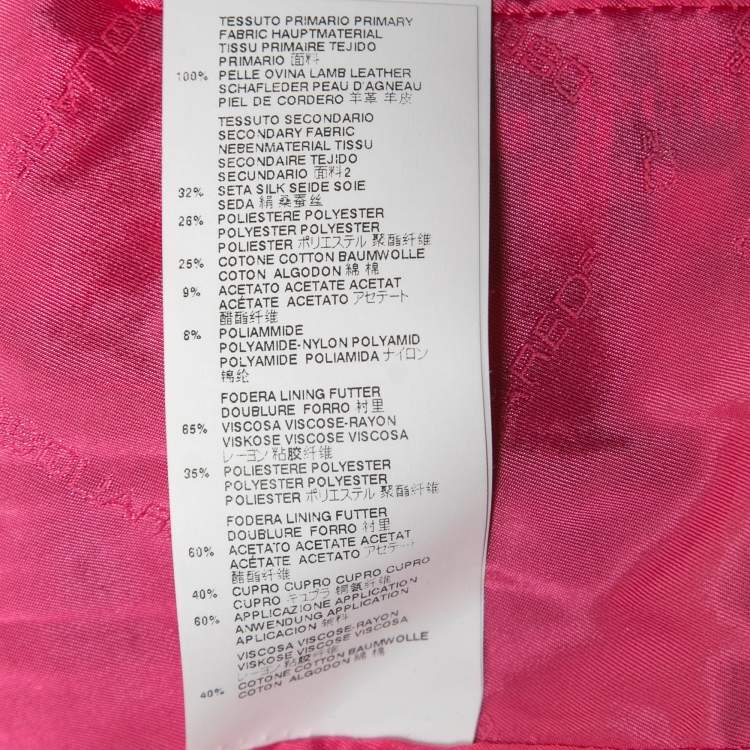 TESSUTO PRIMARIO PRIMARY
FABRIC HAUPTMATERIAL
TISSU PRIMAIRE TEJIDO
PRIMARIO 面料
100% PELLE OVINA LAMB LEATHER
SCHAFLEDER PEAU D'AGNEAU
PIEL DE CORDERO 羊革 羊皮
TESSUTO SECONDARIO
SECONDARY FABRIC
NEBENMATERIAL TISSU
SECONDAIRE TEJIDO
SECUNDARIO 面料2
32% SETA SILK SEIDE SOIE
SEDA 絹 桑蚕丝
26% POLIESTERE POLYESTER
POLYESTER POLYESTER
POLIESTER ポリエステル 聚酯纤维
25% COTONE COTTON BAUMWOLLE
COTON ALGODON 綿 棉
9% ACETATO ACETATE ACETAT
ACÉTATE ACETATO アセテート
醋酯纤维
8% POLIAMMIDE
POLYAMIDE-NYLON POLYAMID
POLYAMIDE POLIAMIDA ナイロン
锦纶
FODERA LINING FUTTER
DOUBLURE FORRO 衬里
65% VISCOSA VISCOSE-RAYON
VISKOSE VISCOSE VISCOSA
レーヨン 粘胶纤维
35% POLIESTERE POLYESTER
POLYESTER POLYESTER
POLIESTER ポリエステル 聚酯纤维
FODERA LINING FUTTER
DOUBLURE FORRO 衬里
60% ACETATO ACETATE ACETAT
ACÉTATE ACETATO アセテート
醋酯纤维
40% CUPRO CUPRO CUPRO CUPRO
CUPRO キュプラ 铜氨纤维
60% APPLICAZIONE APPLICATION
ANWENDUNG APPLICATION
APLICACION
VISCOSA VISCOSE-RAYON
VISKOSE VISCOSE VISCOSA
レーヨン 粘胶纤维
COTONE COTTON BAUMWOLLE
40% COTON ALGODON 綿 棉